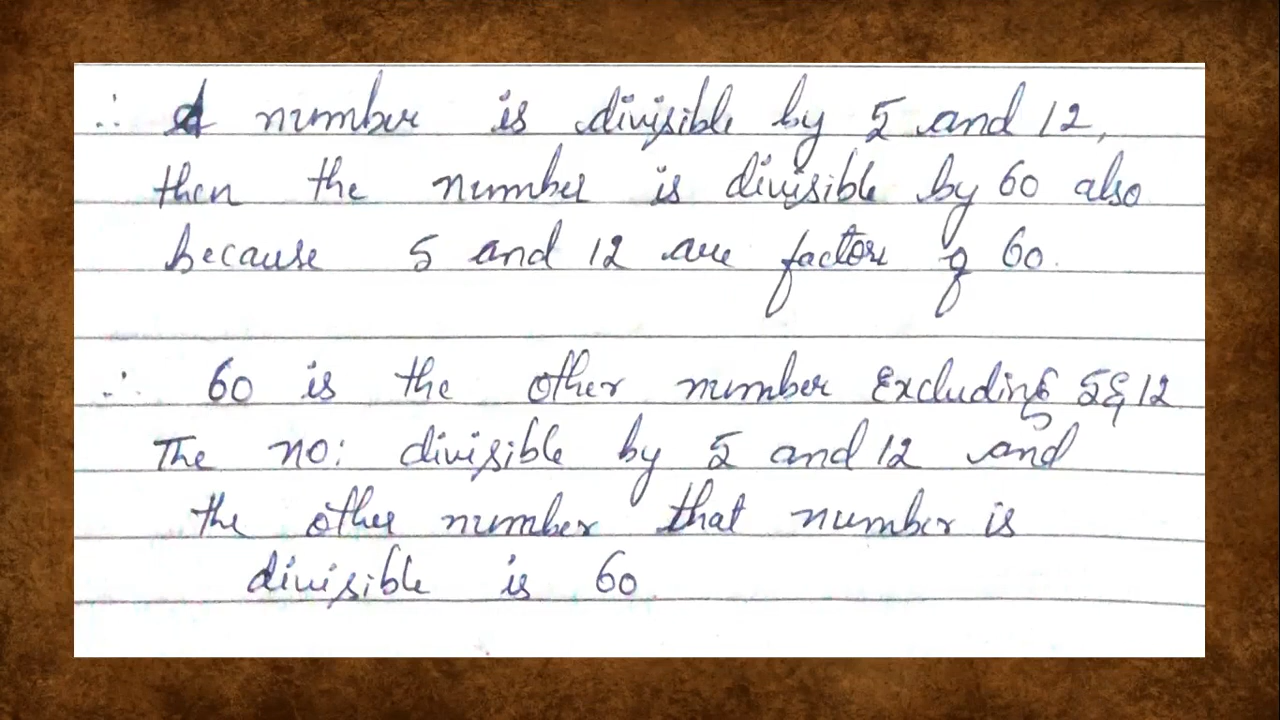 ∴ A number is divisible by 5 and 12,
then the number is divisible by 60 also
because 5 and 12 are factors of 60.
∴ 60 is the other number Excluding 5 & 12
The no: divisible by 5 and 12 and
the other number that number is
divisible is 60